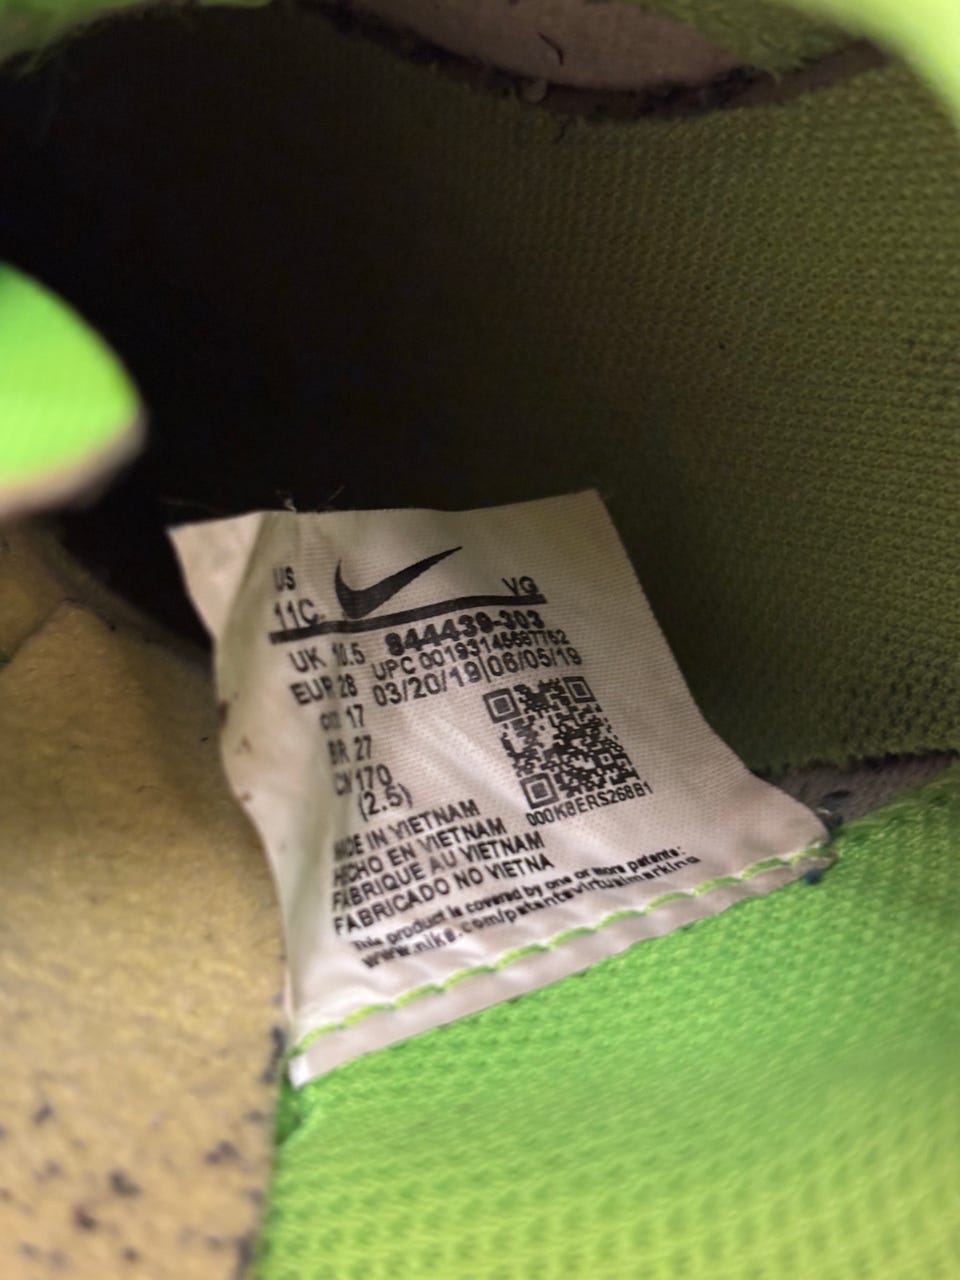 US
11C
VG
844439-303
UK 10.5
UPC 00193145587752
EUR 28
03/20/19|06/05/19
cm 17
BR 27
CN 170
(2.5)
000K8ERS268B1
MADE IN VIETNAM
HECHO EN VIETNAM
FABRIQUE AU VIETNAM
FABRICADO NO VIETNA
This product is covered by one or more patents:
www.nike.com/patentsvirtualmarking